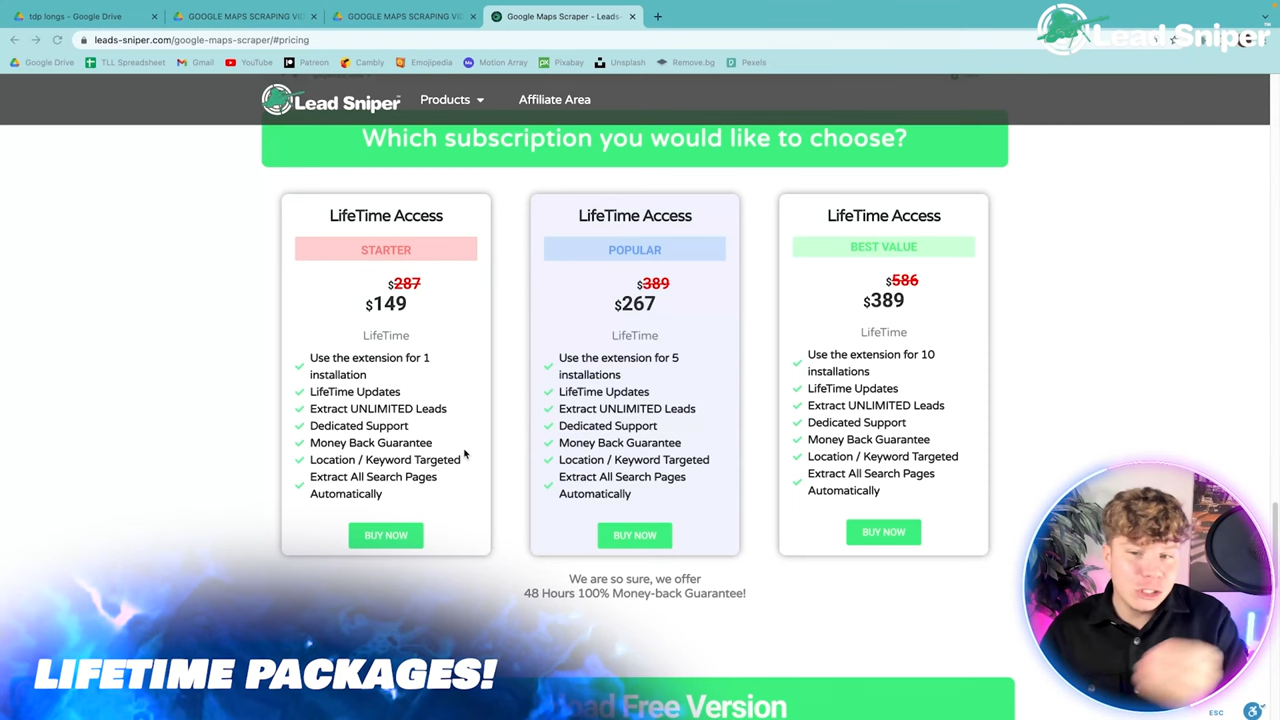 tdp longs - Google Drive
GOOGLE MAPS SCRAPING VID
GOOGLE MAPS SCRAPING VID
Google Maps Scraper - Leads-
leads-sniper.com/google-maps-scraper/#pricing
Lead Sniper
Google Drive
TLL Spreadsheet
Gmail
YouTube
Patreon
Cambly
Emojipedia
Motion Array
Pixabay
Unsplash
Remove.bg
Pexels
Lead Sniper
Products
Affiliate Area
Which subscription you would like to choose?
LifeTime Access
STARTER
$287
$149
LifeTime
Use the extension for 1
installation
LifeTime Updates
Extract UNLIMITED Leads
Dedicated Support
Money Back Guarantee
Location / Keyword Targeted
Extract All Search Pages
Automatically
BUY NOW
LifeTime Access
POPULAR
$389
$267
LifeTime
Use the extension for 5
installations
LifeTime Updates
Extract UNLIMITED Leads
Dedicated Support
Money Back Guarantee
Location / Keyword Targeted
Extract All Search Pages
Automatically
BUY NOW
LifeTime Access
BEST VALUE
$586
$389
LifeTime
Use the extension for 10
installations
LifeTime Updates
Extract UNLIMITED Leads
Dedicated Support
Money Back Guarantee
Location / Keyword Targeted
Extract All Search Pages
Automatically
BUY NOW
We are so sure, we offer
48 Hours 100% Money-back Guarantee!
LIFETIME PACKAGES!
Free Version
ESC